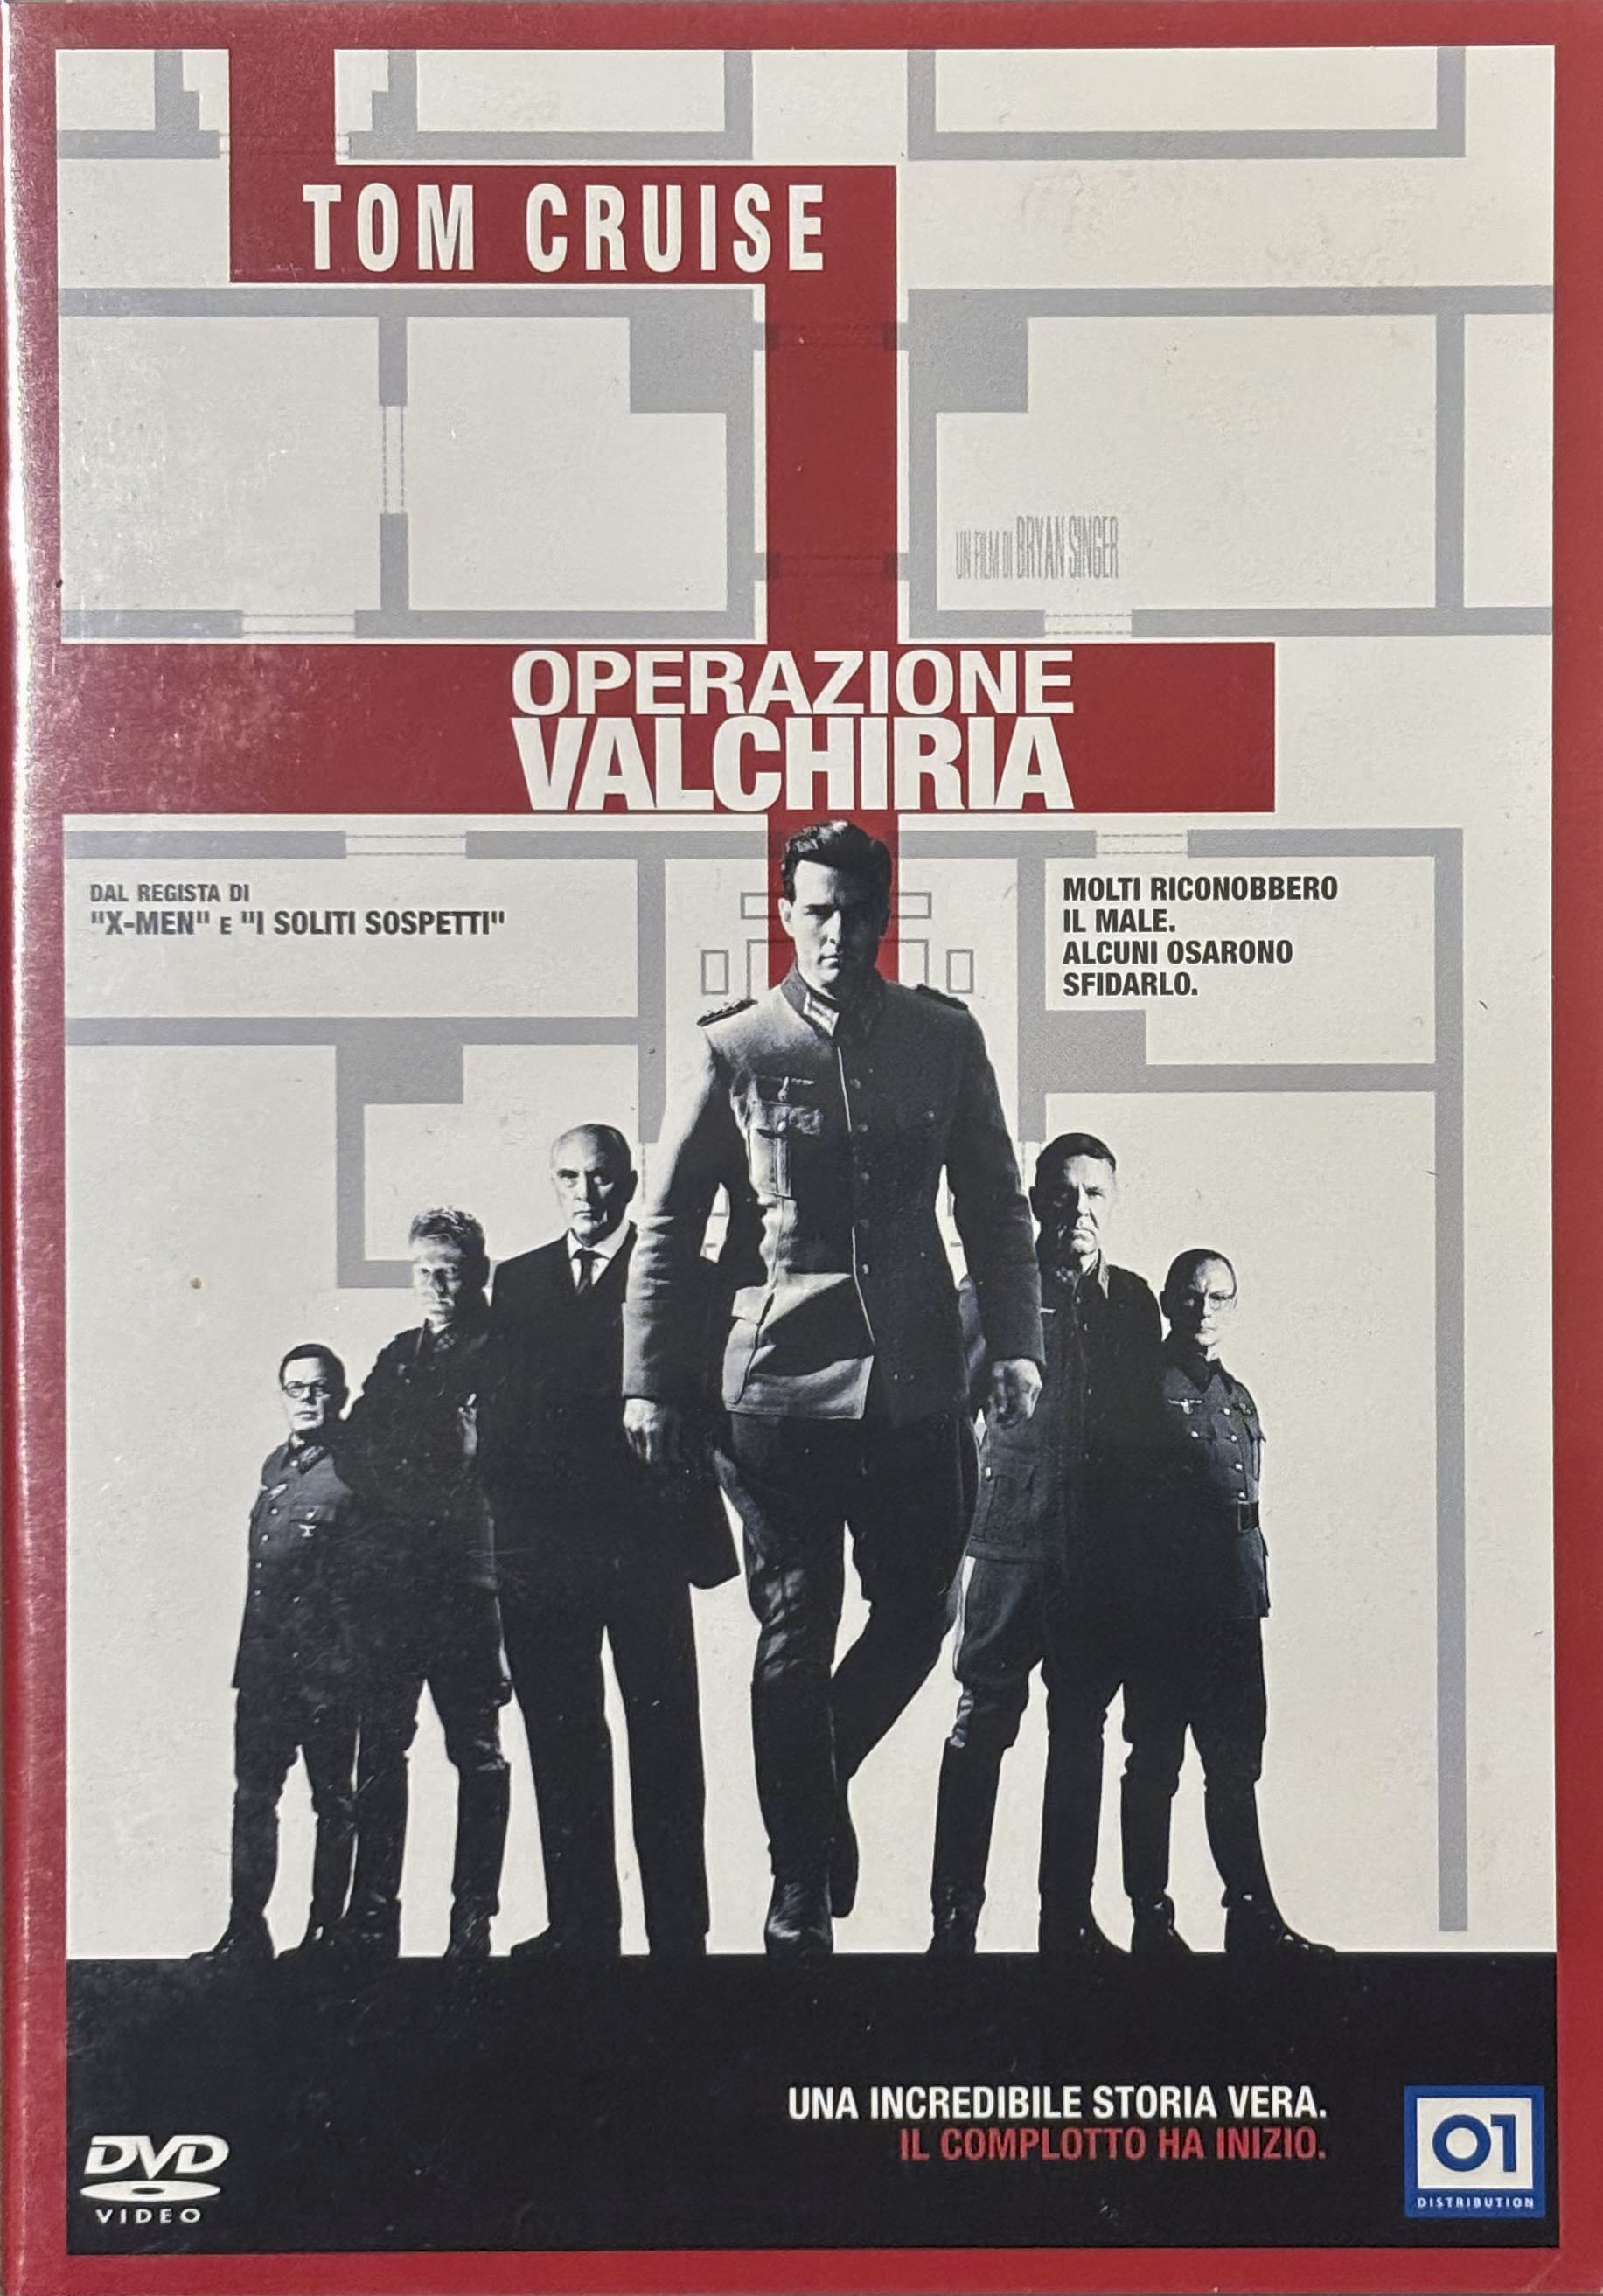 TOM CRUISE
UN FILM DI BRYAN SINGER
OPERAZIONE
VALCHIRIA
DAL REGISTA DI
"X-MEN" E "I SOLITI SOSPETTI"
MOLTI RICONOBBERO
IL MALE.
ALCUNI OSARONO
SFIDARLO.
UNA INCREDIBILE STORIA VERA.
IL COMPLOTTO HA INIZIO.
DVD
VIDEO
01
DISTRIBUTION